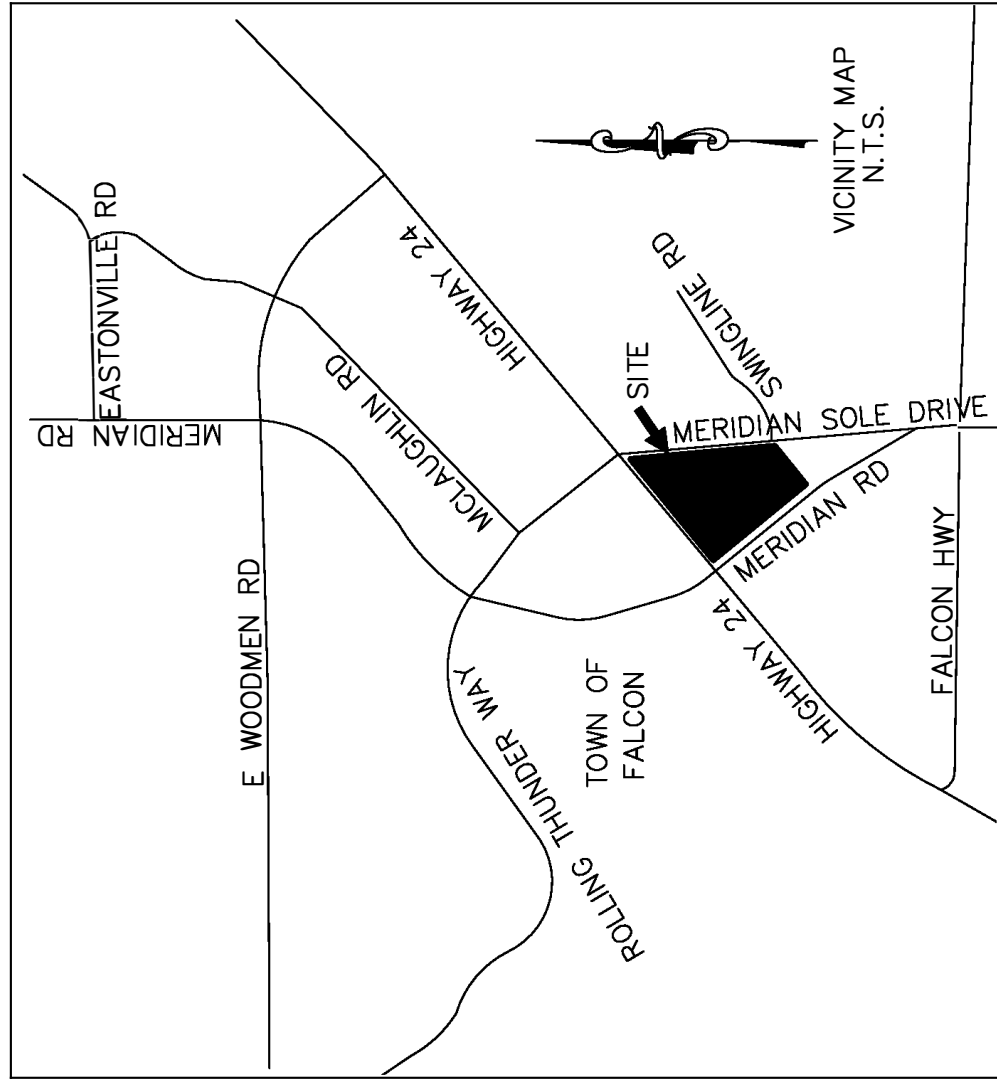 EASTONVILLE RD
MERIDIAN RD
HIGHWAY 24
MCLAUGHLIN RD
E WOODMEN RD
VICINITY MAP
N.T.S.
SWINGLINE RD
SITE
MERIDIAN SOLE DRIVE
MERIDIAN RD
ROLLING THUNDER WAY
TOWN OF
FALCON
HIGHWAY 24
FALCON HWY